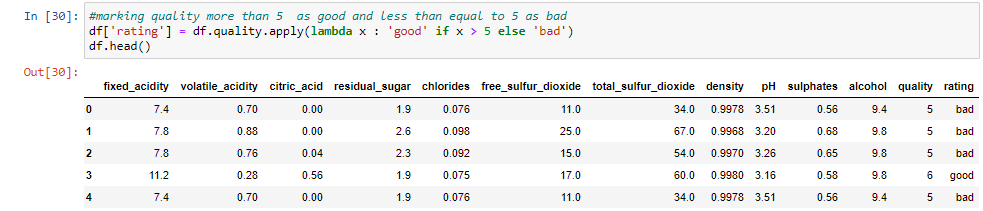 In [30]: #marking quality more than 5  as good and less than equal to 5 as bad
df['rating'] = df.quality.apply(lambda x : 'good' if x > 5 else 'bad')
df.head()
Out[30]:
fixed_acidity volatile_acidity citric_acid residual_sugar chlorides free_sulfur_dioxide total_sulfur_dioxide density pH sulphates alcohol quality rating
0 7.4 0.70 0.00 1.9 0.076 11.0 34.0 0.9978 3.51 0.56 9.4 5 bad
1 7.8 0.88 0.00 2.6 0.098 25.0 67.0 0.9968 3.20 0.68 9.8 5 bad
2 7.8 0.76 0.04 2.3 0.092 15.0 54.0 0.9970 3.26 0.65 9.8 5 bad
3 11.2 0.28 0.56 1.9 0.075 17.0 60.0 0.9980 3.16 0.58 9.8 6 good
4 7.4 0.70 0.00 1.9 0.076 11.0 34.0 0.9978 3.51 0.56 9.4 5 bad